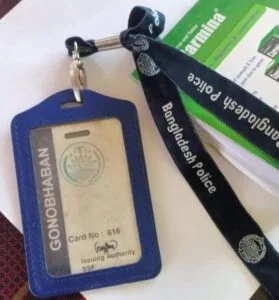 armina
GONOBHABAN
Card No : 616
Issuing Authority
SSF
Bangladesh Police
Bangladesh Police